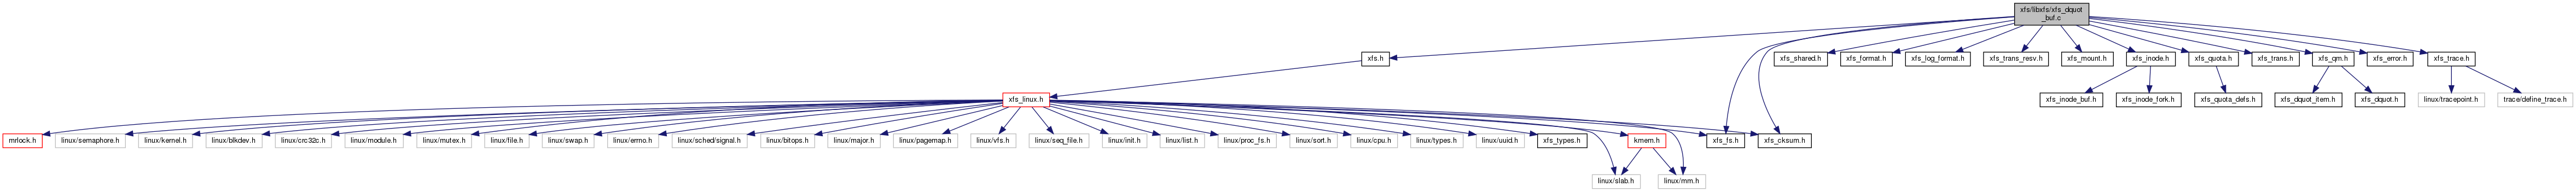 xfs/libxfs/xfs_dquot
_buf.c
xfs.h
xfs_shared.h
xfs_format.h
xfs_log_format.h
xfs_trans_resv.h
xfs_mount.h
xfs_inode.h
xfs_quota.h
xfs_trans.h
xfs_qm.h
xfs_error.h
xfs_trace.h
xfs_linux.h
xfs_inode_buf.h
xfs_inode_fork.h
xfs_quota_defs.h
xfs_dquot_item.h
xfs_dquot.h
linux/tracepoint.h
trace/define_trace.h
mrlock.h
linux/semaphore.h
linux/kernel.h
linux/blkdev.h
linux/crc32c.h
linux/module.h
linux/mutex.h
linux/file.h
linux/swap.h
linux/errno.h
linux/sched/signal.h
linux/bitops.h
linux/major.h
linux/pagemap.h
linux/vfs.h
linux/seq_file.h
linux/init.h
linux/list.h
linux/proc_fs.h
linux/sort.h
linux/cpu.h
linux/types.h
linux/uuid.h
xfs_types.h
kmem.h
xfs_fs.h
xfs_cksum.h
linux/slab.h
linux/mm.h